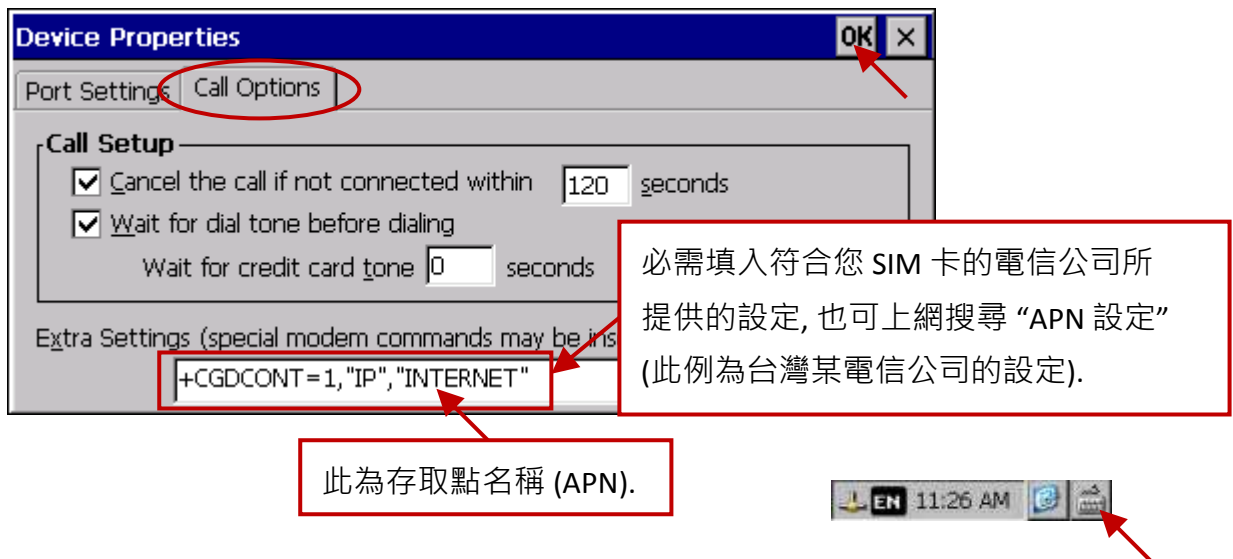 Device Properties
OK
Port Settings
Call Options
Call Setup
Cancel the call if not connected within 120 seconds
Wait for dial tone before dialing
Wait for credit card tone 0 seconds
Extra Settings (special modem commands may be ins
+CGDCONT=1,"IP","INTERNET"
必需填入符合您 SIM 卡的電信公司所
提供的設定, 也可上網搜尋 “APN 設定”
(此例為台灣某電信公司的設定).
此為存取點名稱 (APN).
EN 11:26 AM